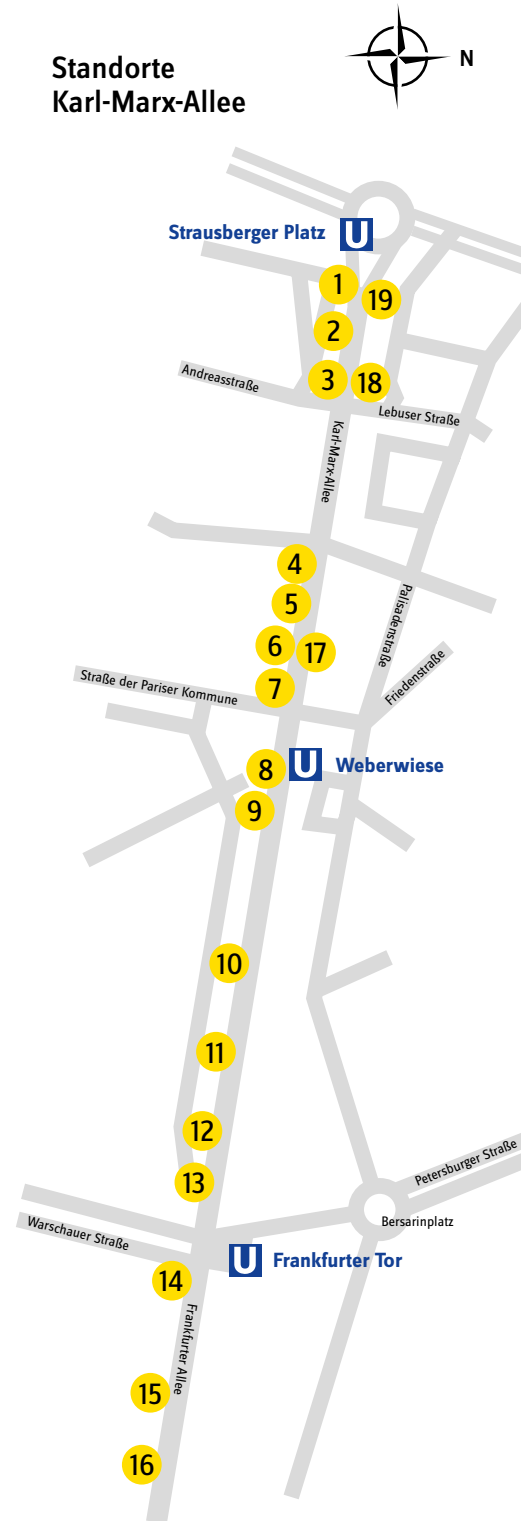 Standorte
Karl-Marx-Allee
N
Strausberger Platz
U
1
19
2
3
18
Andreasstraße
Lebuser Straße
Karl-Marx-Allee
4
5
Palisadenstraße
6
17
Friedenstraße
7
Straße der Pariser Kommune
8
U
Weberwiese
9
10
11
12
Petersburger Straße
13
Bersarinplatz
Warschauer Straße
U
Frankfurter Tor
14
Frankfurter Allee
15
16